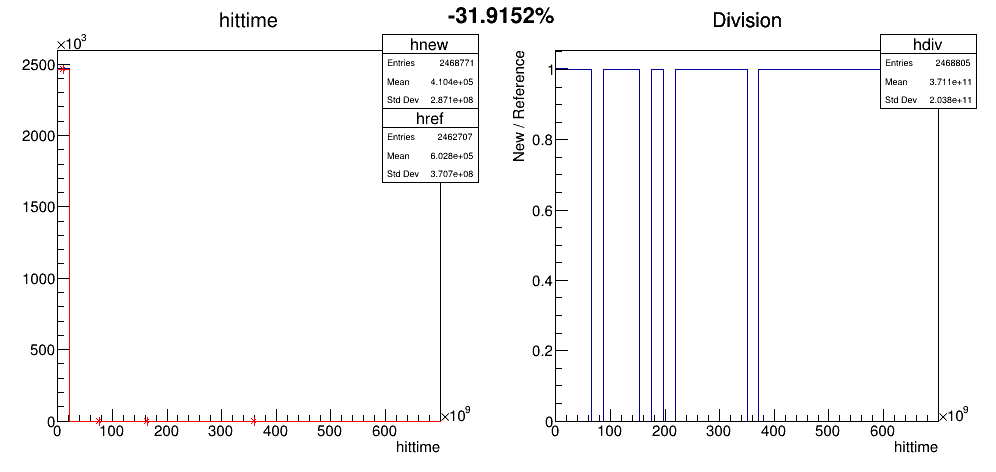 -31.9152%
hittime
×10³
hnew
Entries 2468771
Mean 4.104e+05
Std Dev 2.871e+08
href
Entries 2462707
Mean 6.028e+05
Std Dev 3.707e+08
2500
2000
1500
1000
500
0
0 100 200 300 400 500 600
×10⁹
hittime
Division
hdiv
Entries 2468805
Mean 3.711e+11
Std Dev 2.038e+11
New / Reference
1
0.8
0.6
0.4
0.2
0
0 100 200 300 400 500 600
×10⁹
hittime